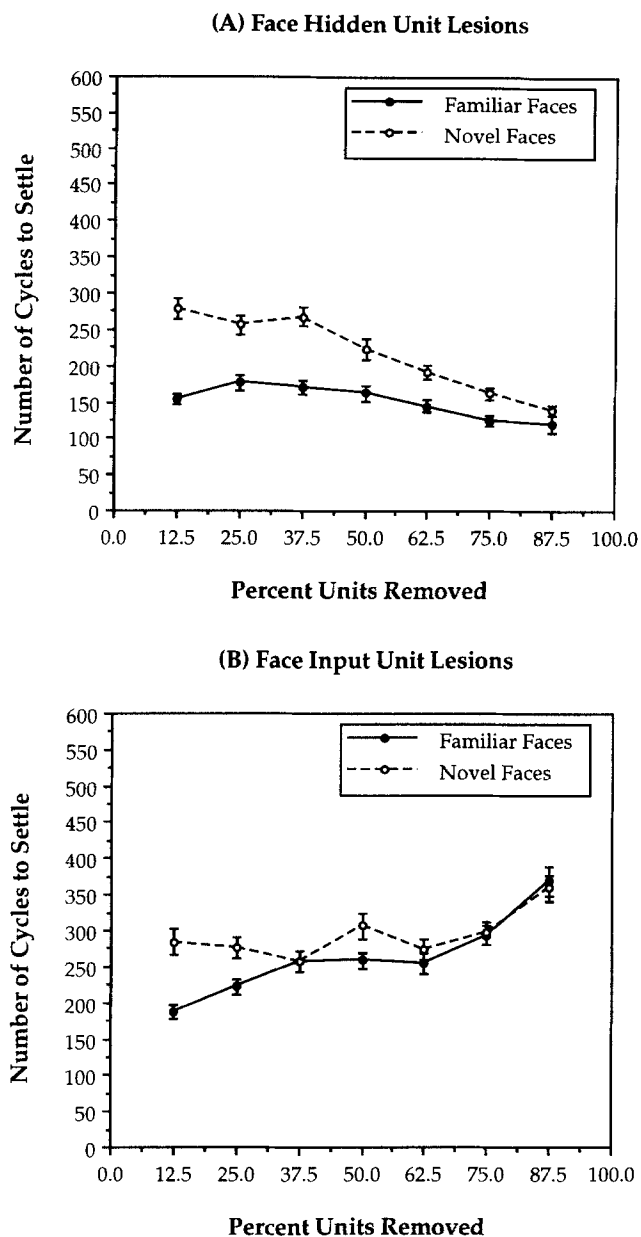 (A) Face Hidden Unit Lesions
600
550
500
450
400
350
300
250
200
150
100
50
0
Familiar Faces
Novel Faces
Number of Cycles to Settle
0.0 12.5 25.0 37.5 50.0 62.5 75.0 87.5 100.0
Percent Units Removed
(B) Face Input Unit Lesions
600
550
500
450
400
350
300
250
200
150
100
50
0
Familiar Faces
Novel Faces
Number of Cycles to Settle
0.0 12.5 25.0 37.5 50.0 62.5 75.0 87.5 100.0
Percent Units Removed